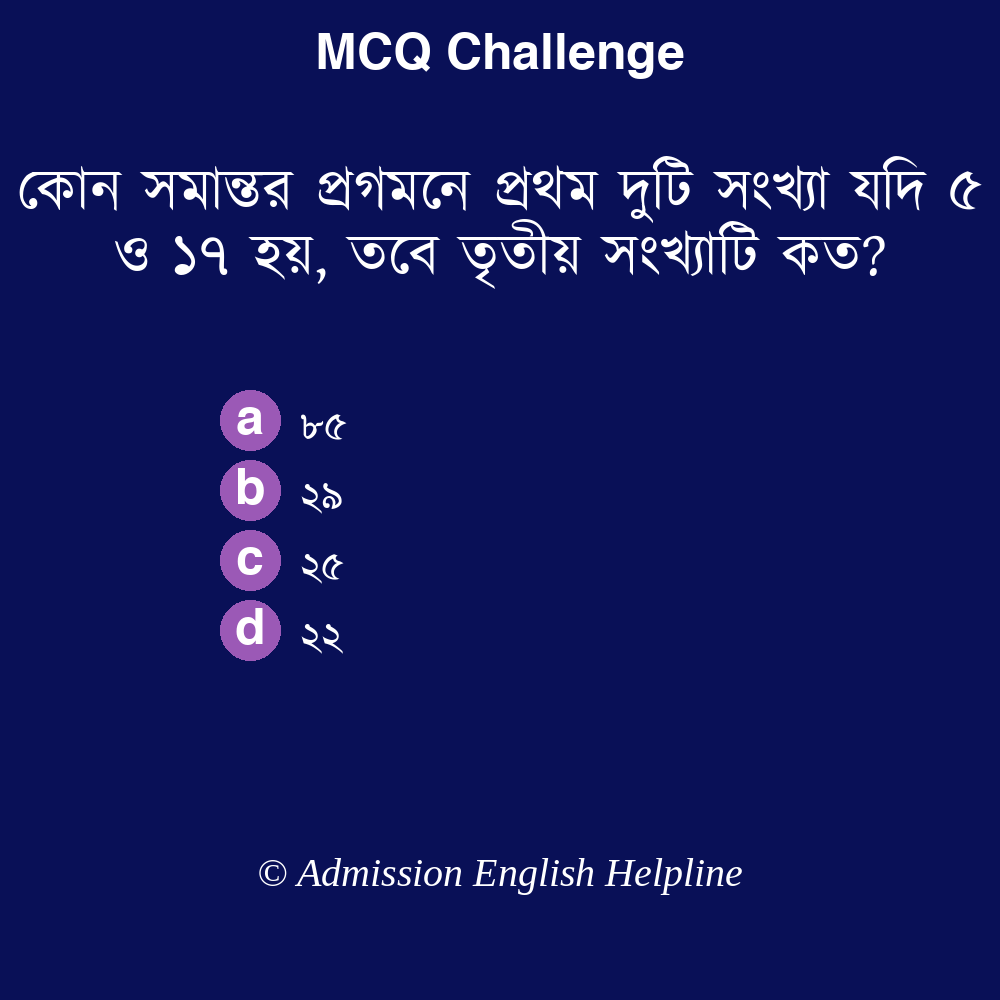 MCQ Challenge
কোন সমান্তর প্রগমনে প্রথম দুটি সংখ্যা যদি ৫
ও ১৭ হয়, তবে তৃতীয় সংখ্যাটি কত?
a ৮৫
b ২৯
c ২৫
d ২২
© Admission English Helpline